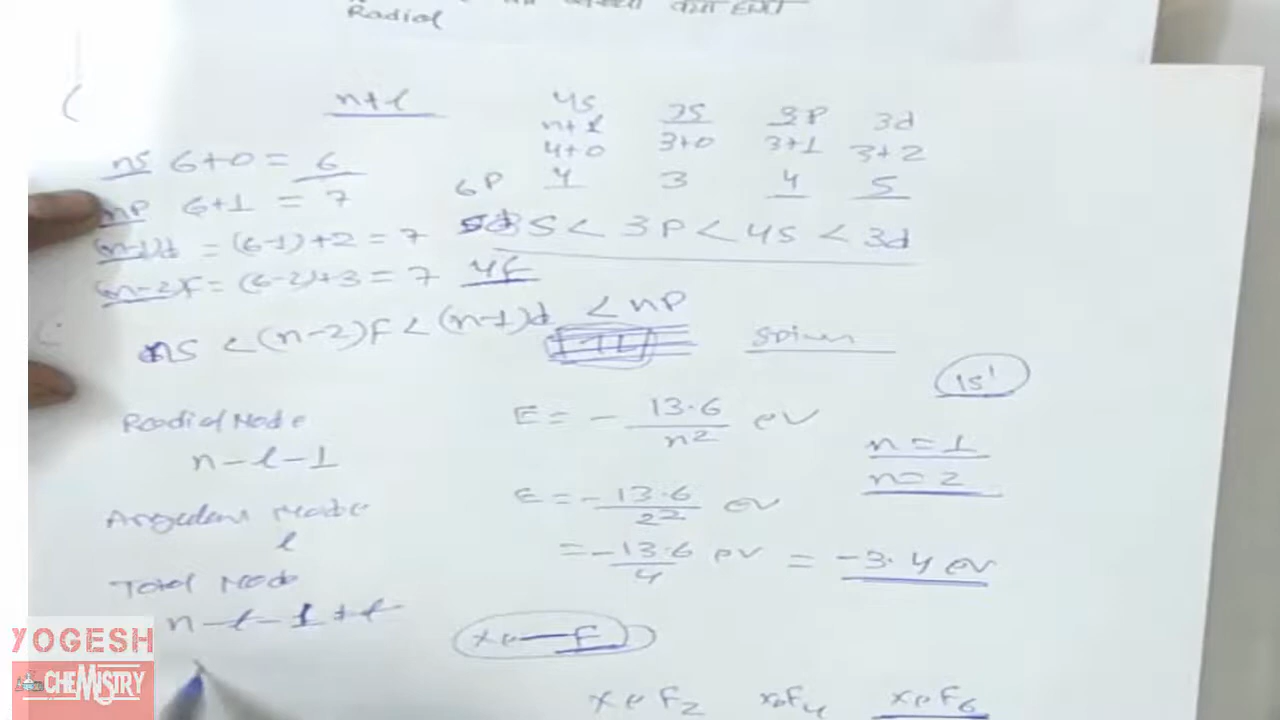 Radial
n+l
4S 3S 3P 3d
n+l
4+0 3+0 3+1 3+2
4 3 4 5
ns 6+0 = 6
np 6+1 = 7
6P
(n-1)d = (6-1)+2 = 7
S < 3P < 4S < 3d
(n-2)F = (6-2)+3 = 7 4F
nS < (n-2)F < (n-1)d < nP
1s¹
Radial Node
n-l-1
E = - 13.6/n² eV
n = 1
n = 2
Angular Node
l
E = - 13.6/2² eV
= - 13.6/4 eV = -3.4 eV
Total Node
n-l-1+l
Xe—F
XeF2 XeF4 XeF6
YOGESH
CHEMISTRY